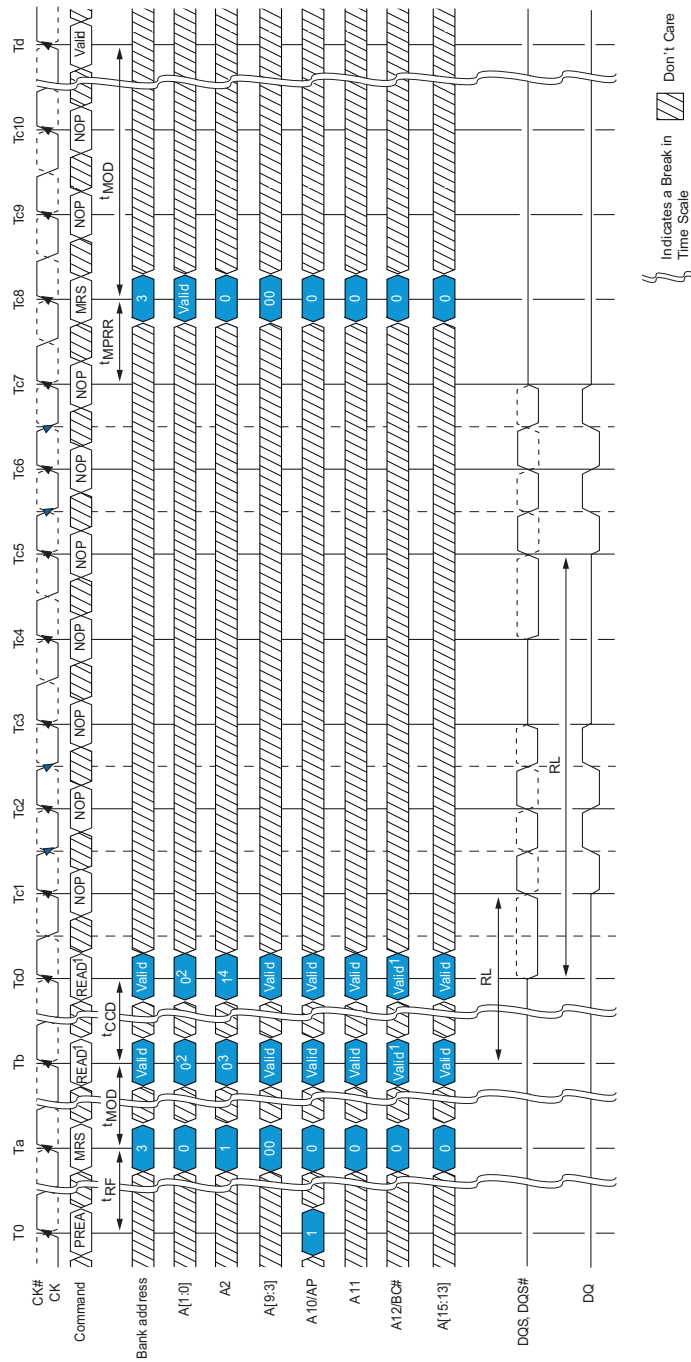 T0 Ta Tb Tc0 Tc1 Tc2 Tc3 Tc4 Tc5 Tc6 Tc7 Tc8 Tc9 Tc10 Td
CK#
CK
Command PREA MRS READ¹ READ¹ NOP NOP NOP NOP NOP NOP NOP MRS NOP NOP Valid
tRF tMOD tCCD tMPRR tMOD
Bank address 3 Valid Valid 3
A[1:0] 0 0² 0² Valid
A2 1 0³ 1⁴ 0
A[9:3] 00 Valid Valid 00
A10/AP 1 0 Valid Valid 0
A11 0 Valid Valid 0
A12/BC# 0 Valid¹ Valid¹ 0
A[15:13] 0 Valid Valid 0
RL
DQS, DQS#
RL
DQ
Indicates a Break in
Time Scale
Don't Care